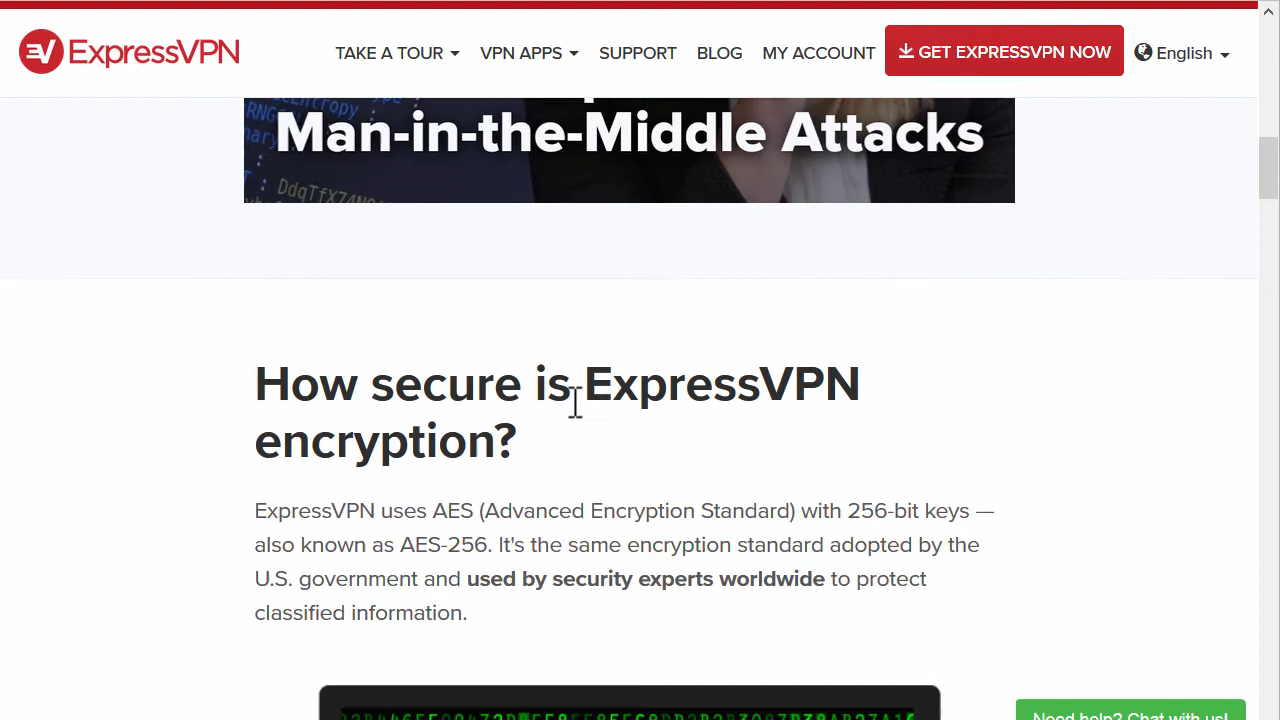 ExpressVPN
TAKE A TOUR
VPN APPS
SUPPORT
BLOG
MY ACCOUNT
GET EXPRESSVPN NOW
English
Man-in-the-Middle Attacks
How secure is ExpressVPN
encryption?
ExpressVPN uses AES (Advanced Encryption Standard) with 256-bit keys —
also known as AES-256. It's the same encryption standard adopted by the
U.S. government and used by security experts worldwide to protect
classified information.
Need help? Chat with us!